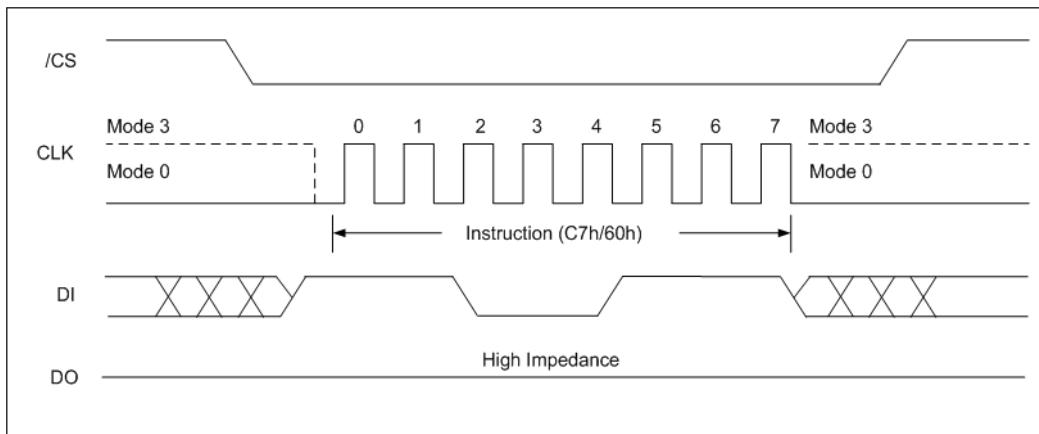 /CS
Mode 3 0 1 2 3 4 5 6 7 Mode 3
CLK
Mode 0 Mode 0
Instruction (C7h/60h)
DI
High Impedance
DO